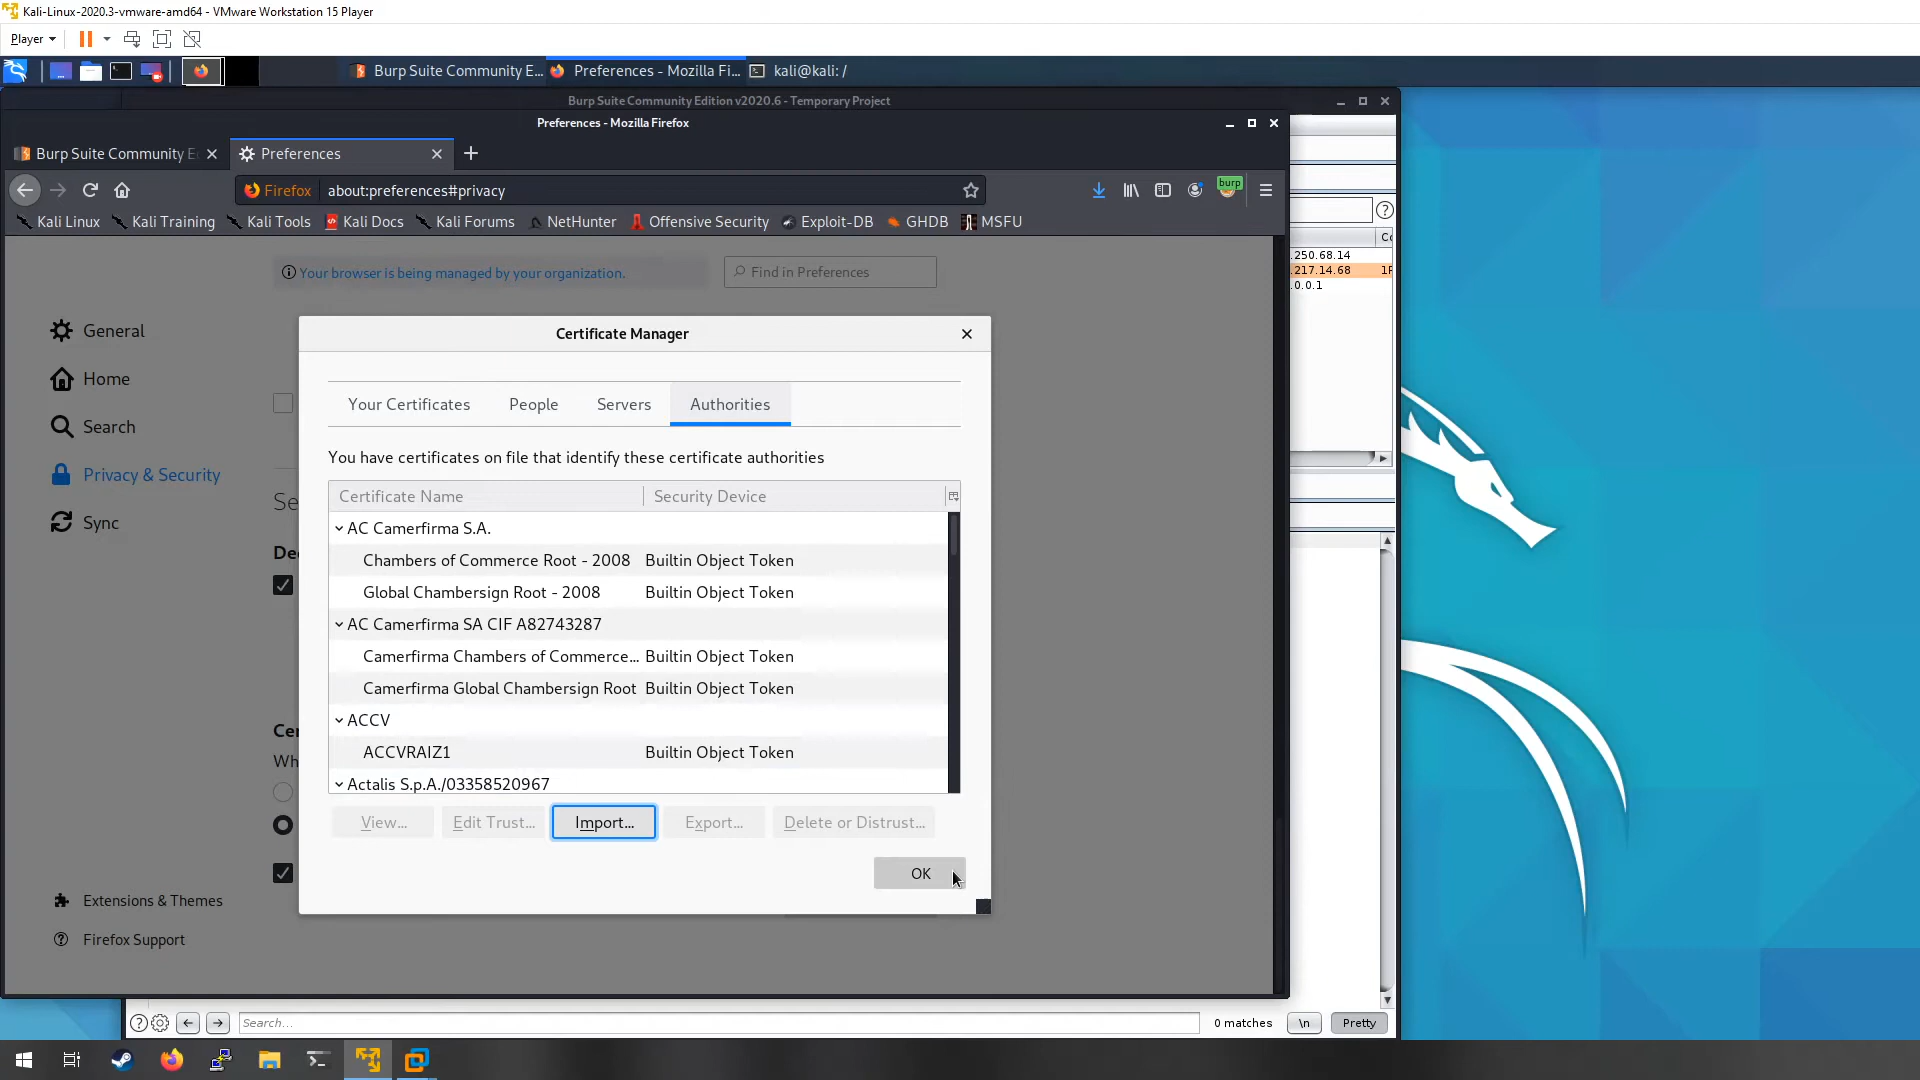 Kali-Linux-2020.3-vmware-amd64 - VMware Workstation 15 Player
Player
Burp Suite Community E...
Preferences - Mozilla Fi...
kali@kali: /
Burp Suite Community Edition v2020.6 - Temporary Project
Preferences - Mozilla Firefox
Burp Suite Community E
Preferences
Firefox
about:preferences#privacy
burp
Kali Linux
Kali Training
Kali Tools
Kali Docs
Kali Forums
NetHunter
Offensive Security
Exploit-DB
GHDB
MSFU
Your browser is being managed by your organization.
Find in Preferences
General
Home
Search
Privacy & Security
Sync
Extensions & Themes
Firefox Support
Se
De
Cer
Wh
Certificate Manager
Your Certificates
People
Servers
Authorities
You have certificates on file that identify these certificate authorities
Certificate Name
Security Device
AC Camerfirma S.A.
Chambers of Commerce Root - 2008 Builtin Object Token
Global Chambersign Root - 2008 Builtin Object Token
AC Camerfirma SA CIF A82743287
Camerfirma Chambers of Commerce... Builtin Object Token
Camerfirma Global Chambersign Root Builtin Object Token
ACCV
ACCVRAIZ1 Builtin Object Token
Actalis S.p.A./03358520967
View...
Edit Trust...
Import...
Export...
Delete or Distrust...
OK
Co
.250.68.14
.217.14.68 1P
.0.0.1
Search...
0 matches
\n
Pretty